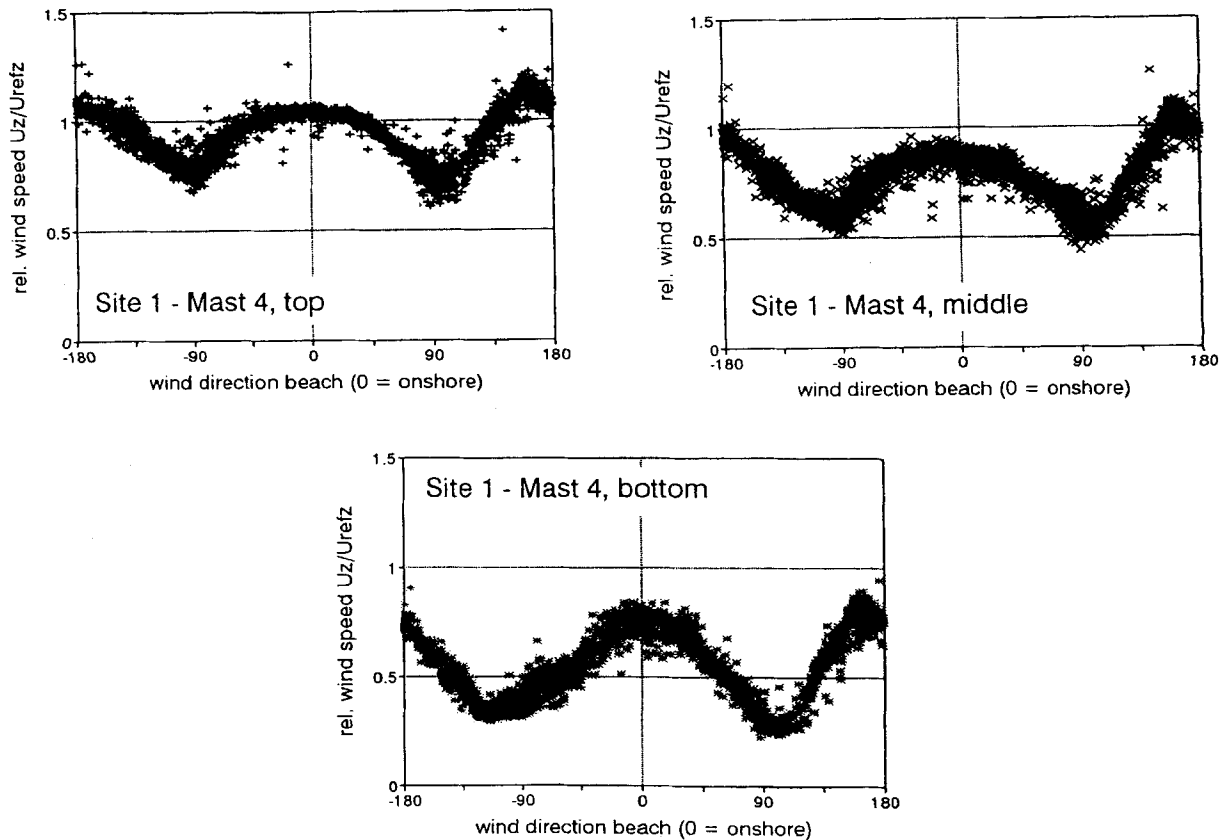 1.5
1
0.5
0
rel. wind speed Uz/Urefz
Site 1 - Mast 4, top
-180 -90 0 90 180
wind direction beach (0 = onshore)
1.5
1
0.5
0
rel. wind speed Uz/Urefz
Site 1 - Mast 4, middle
-180 -90 0 90 180
wind direction beach (0 = onshore)
1.5
1
0.5
0
rel. wind speed Uz/Urefz
Site 1 - Mast 4, bottom
-180 -90 0 90 180
wind direction beach (0 = onshore)